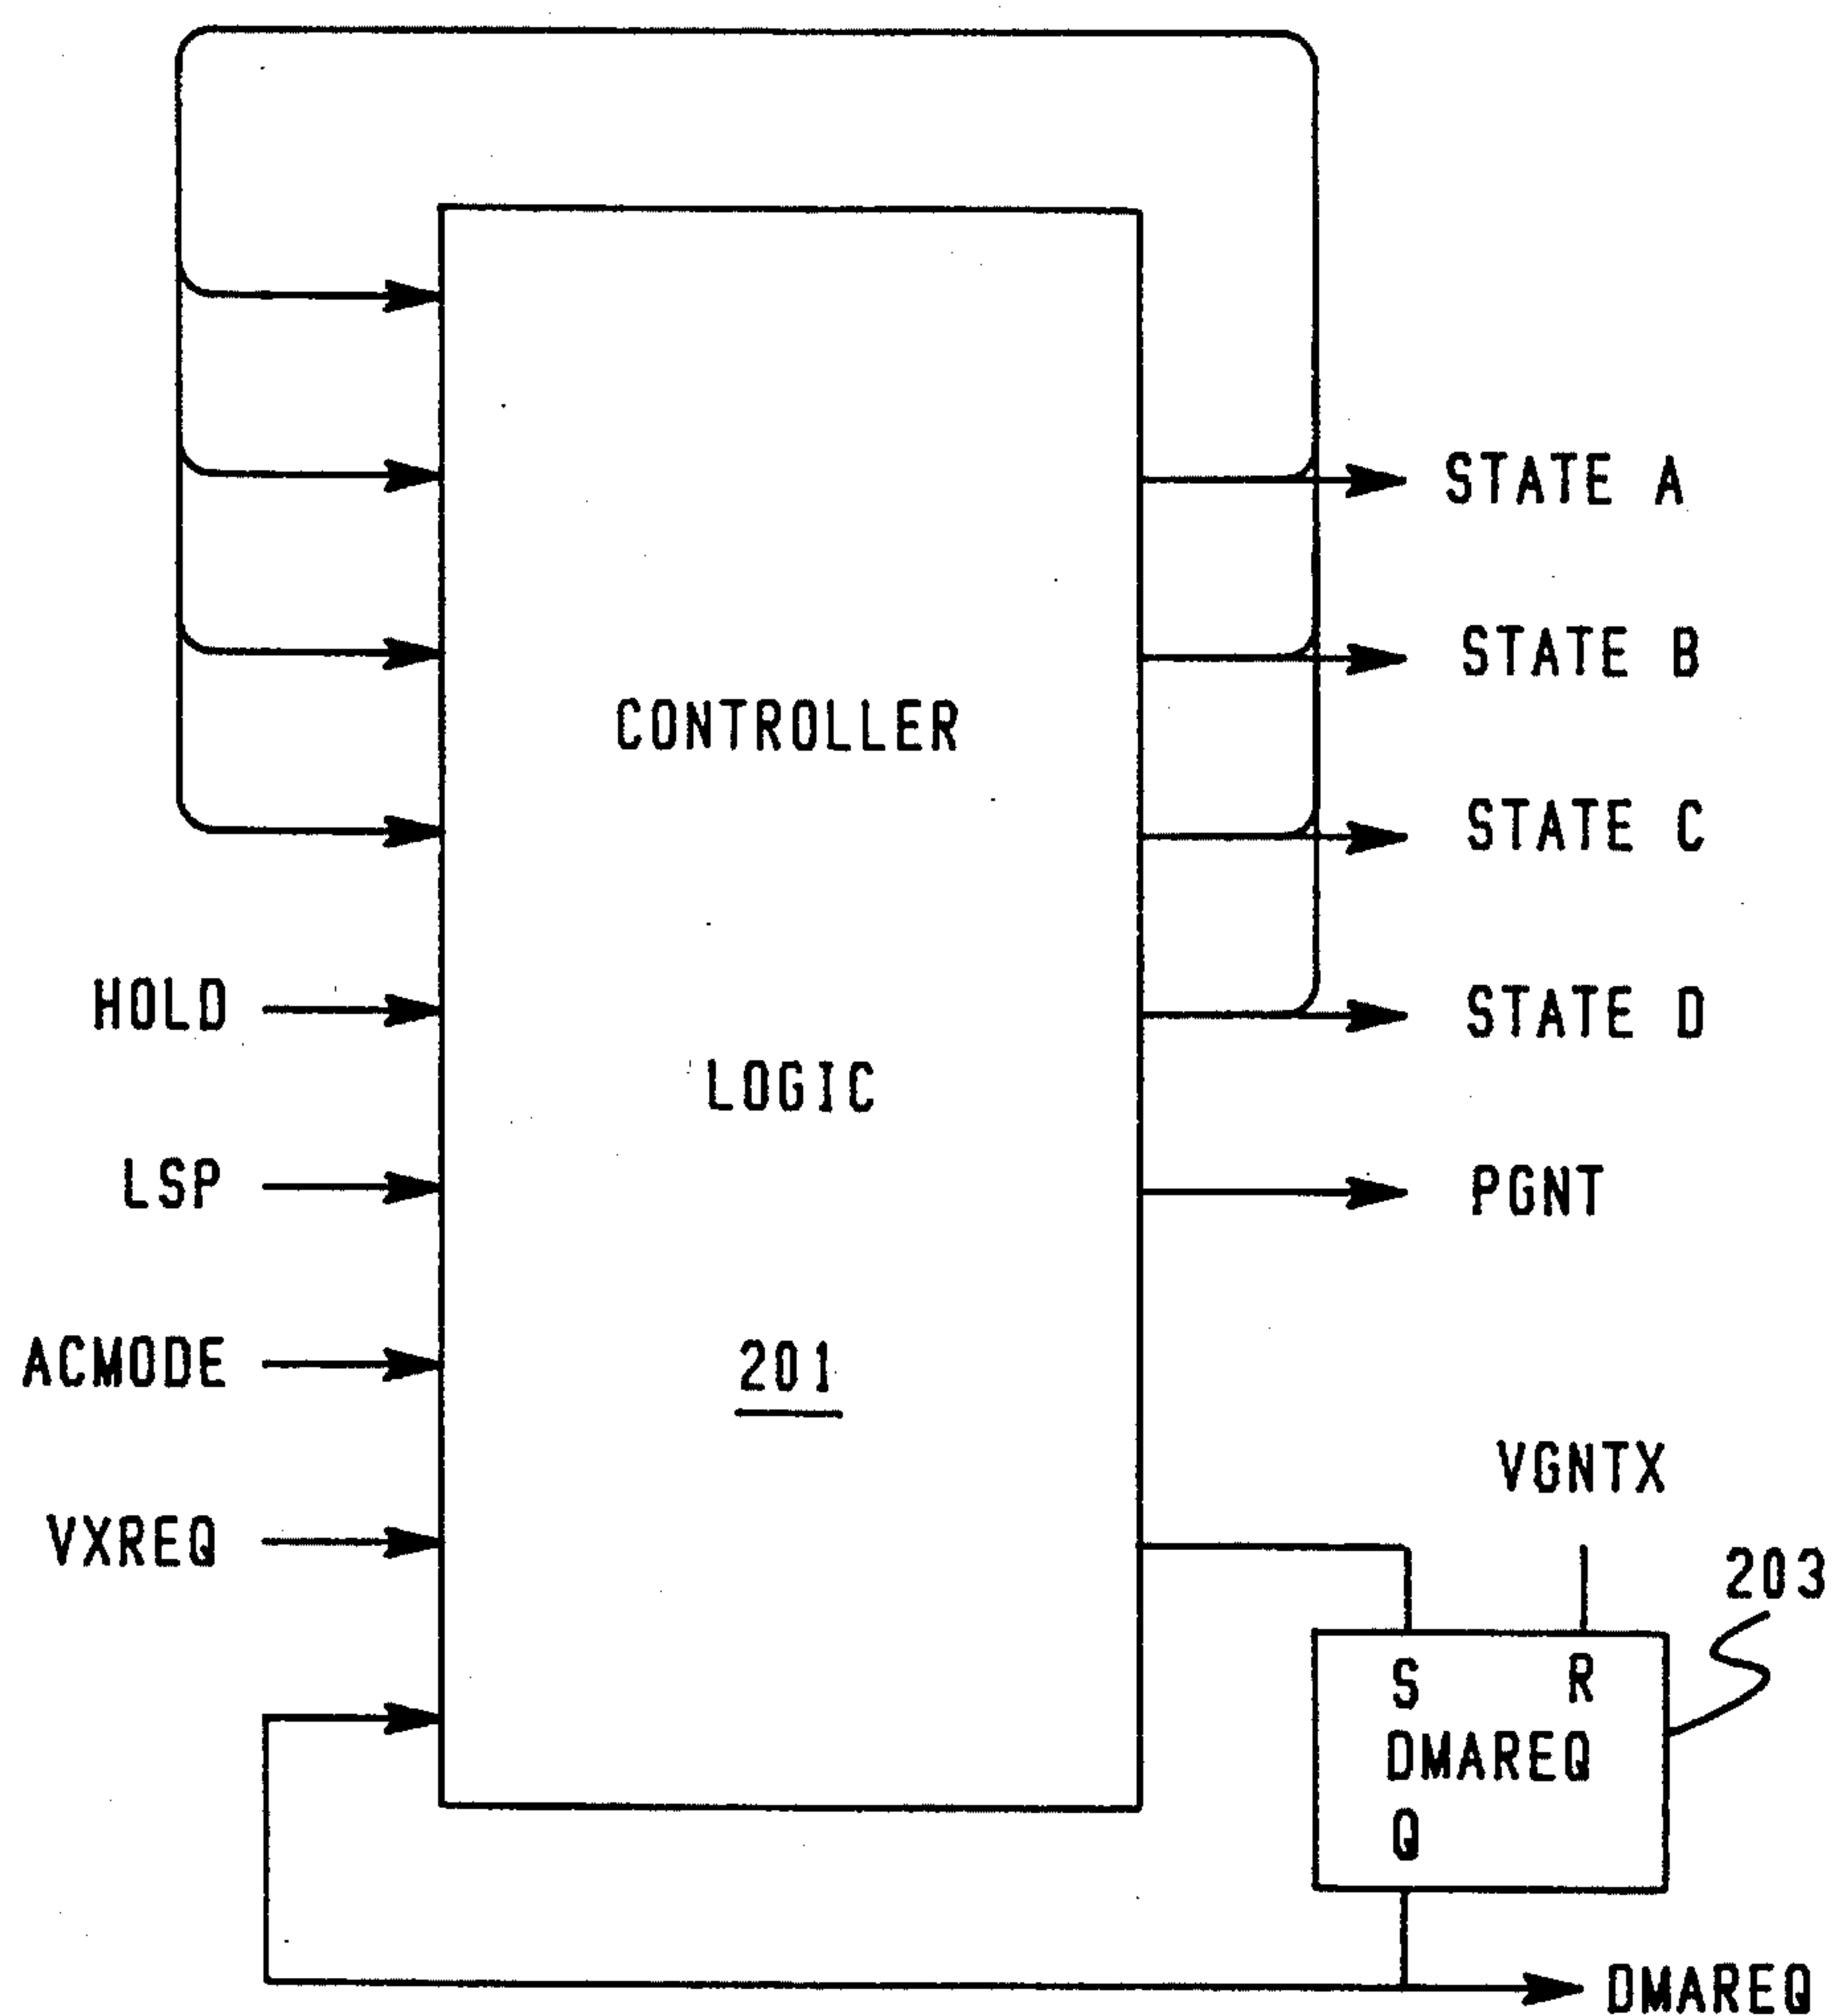 STATE A
STATE B
CONTROLLER
STATE C
HOLD
STATE D
LOGIC
LSP
PGNT
ACMODE
201
VGNTX
VXREQ
203
S R
DMAREQ
Q
DMAREQ